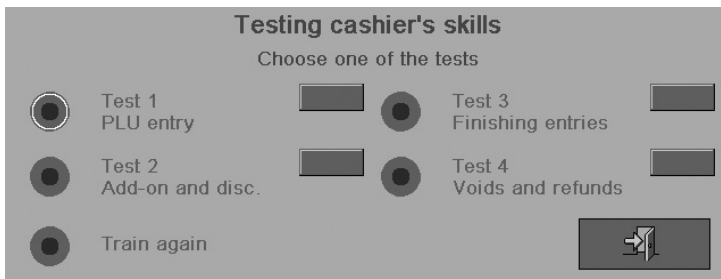 Testing cashier's skills
Choose one of the tests
Test 1
PLU entry
Test 3
Finishing entries
Test 2
Add-on and disc.
Test 4
Voids and refunds
Train again